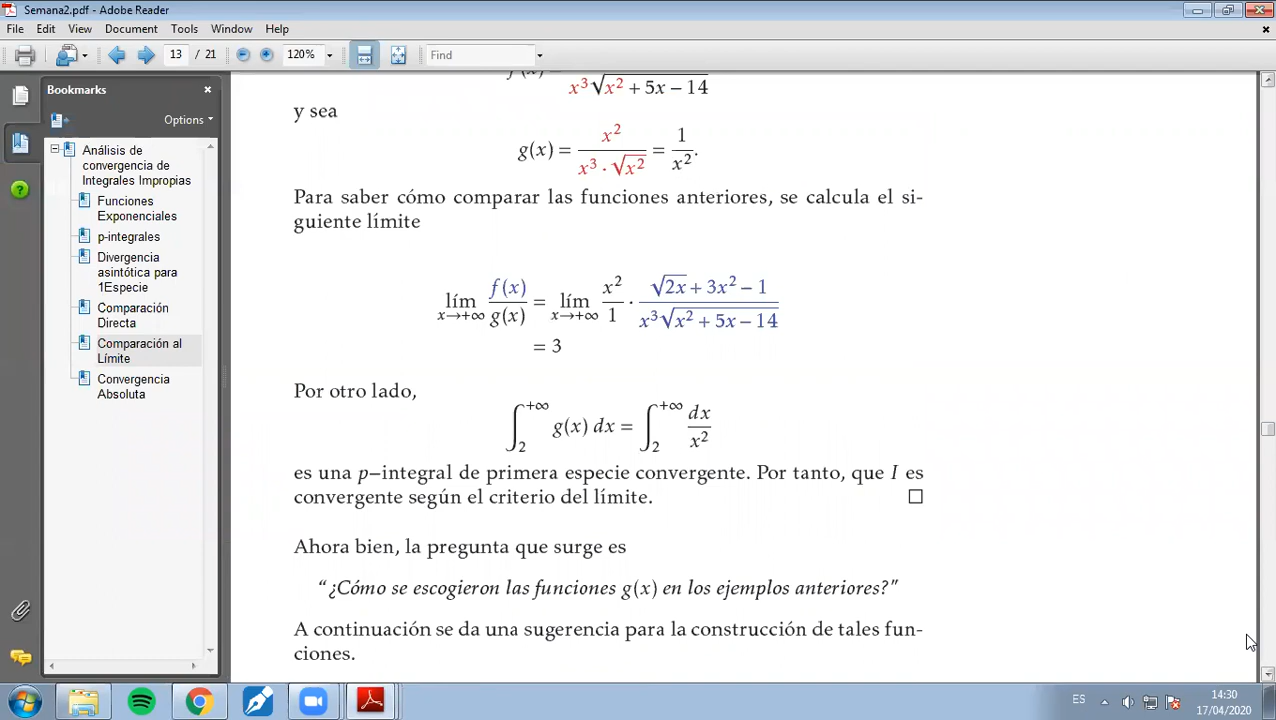 Semana2.pdf - Adobe Reader
File Edit View Document Tools Window Help
13 / 21 120% Find
Bookmarks
Options
Análisis de
convergencia de
Integrales Impropias
Funciones
Exponenciales
p-integrales
Divergencia
asintótica para
1Especie
Comparación
Directa
Comparación al
Límite
Convergencia
Absoluta
x³√x² + 5x − 14
y sea
g(x) = x² / x³ · √x² = 1 / x².
Para saber cómo comparar las funciones anteriores, se calcula el si-
guiente límite
lím x→+∞ f(x) / g(x) = lím x→+∞ x² / 1 · √2x + 3x² − 1 / x³√x² + 5x − 14
= 3
Por otro lado,
∫₂^+∞ g(x) dx = ∫₂^+∞ dx / x²
es una p−integral de primera especie convergente. Por tanto, que I es
convergente según el criterio del límite. □
Ahora bien, la pregunta que surge es
“¿Cómo se escogieron las funciones g(x) en los ejemplos anteriores?”
A continuación se da una sugerencia para la construcción de tales fun-
ciones.
ES
14:30
17/04/2020